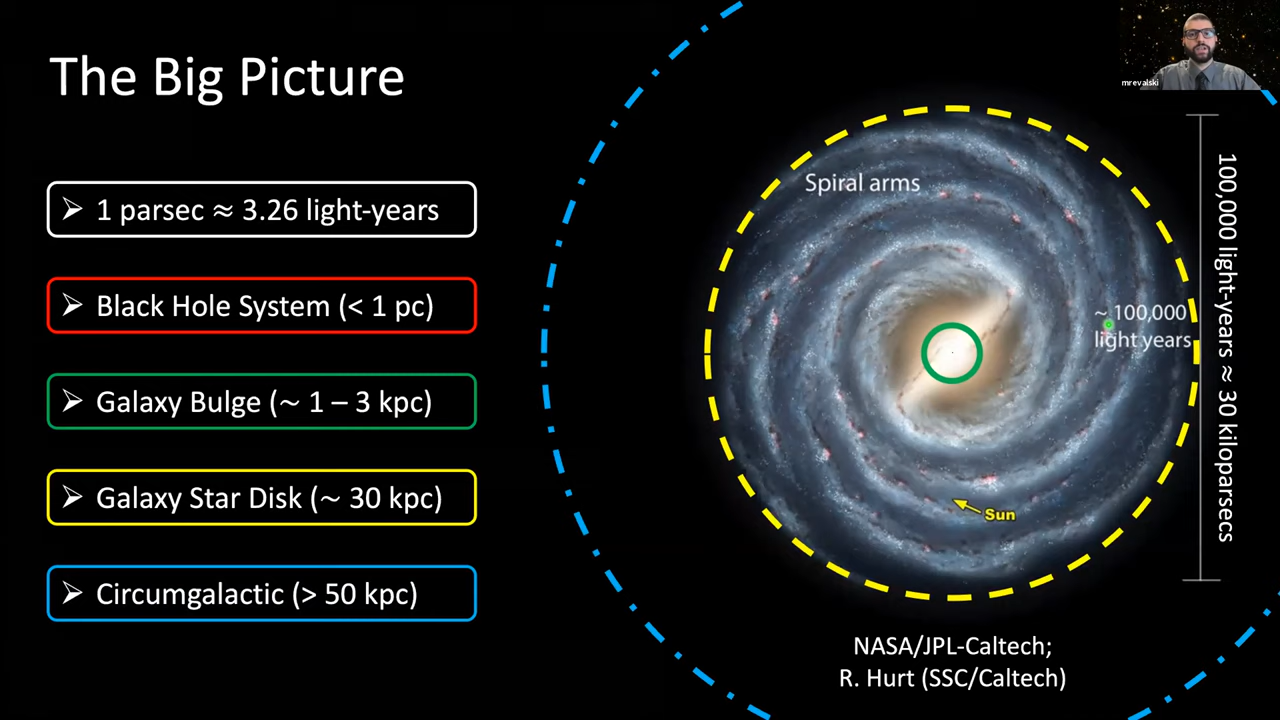 The Big Picture
mrevalski
➢ 1 parsec ≈ 3.26 light-years
➢ Black Hole System (< 1 pc)
➢ Galaxy Bulge (~ 1 – 3 kpc)
➢ Galaxy Star Disk (~ 30 kpc)
➢ Circumgalactic (> 50 kpc)
Spiral arms
~ 100,000
light years
Sun
100,000 light-years ≈ 30 kiloparsecs
NASA/JPL-Caltech;
R. Hurt (SSC/Caltech)